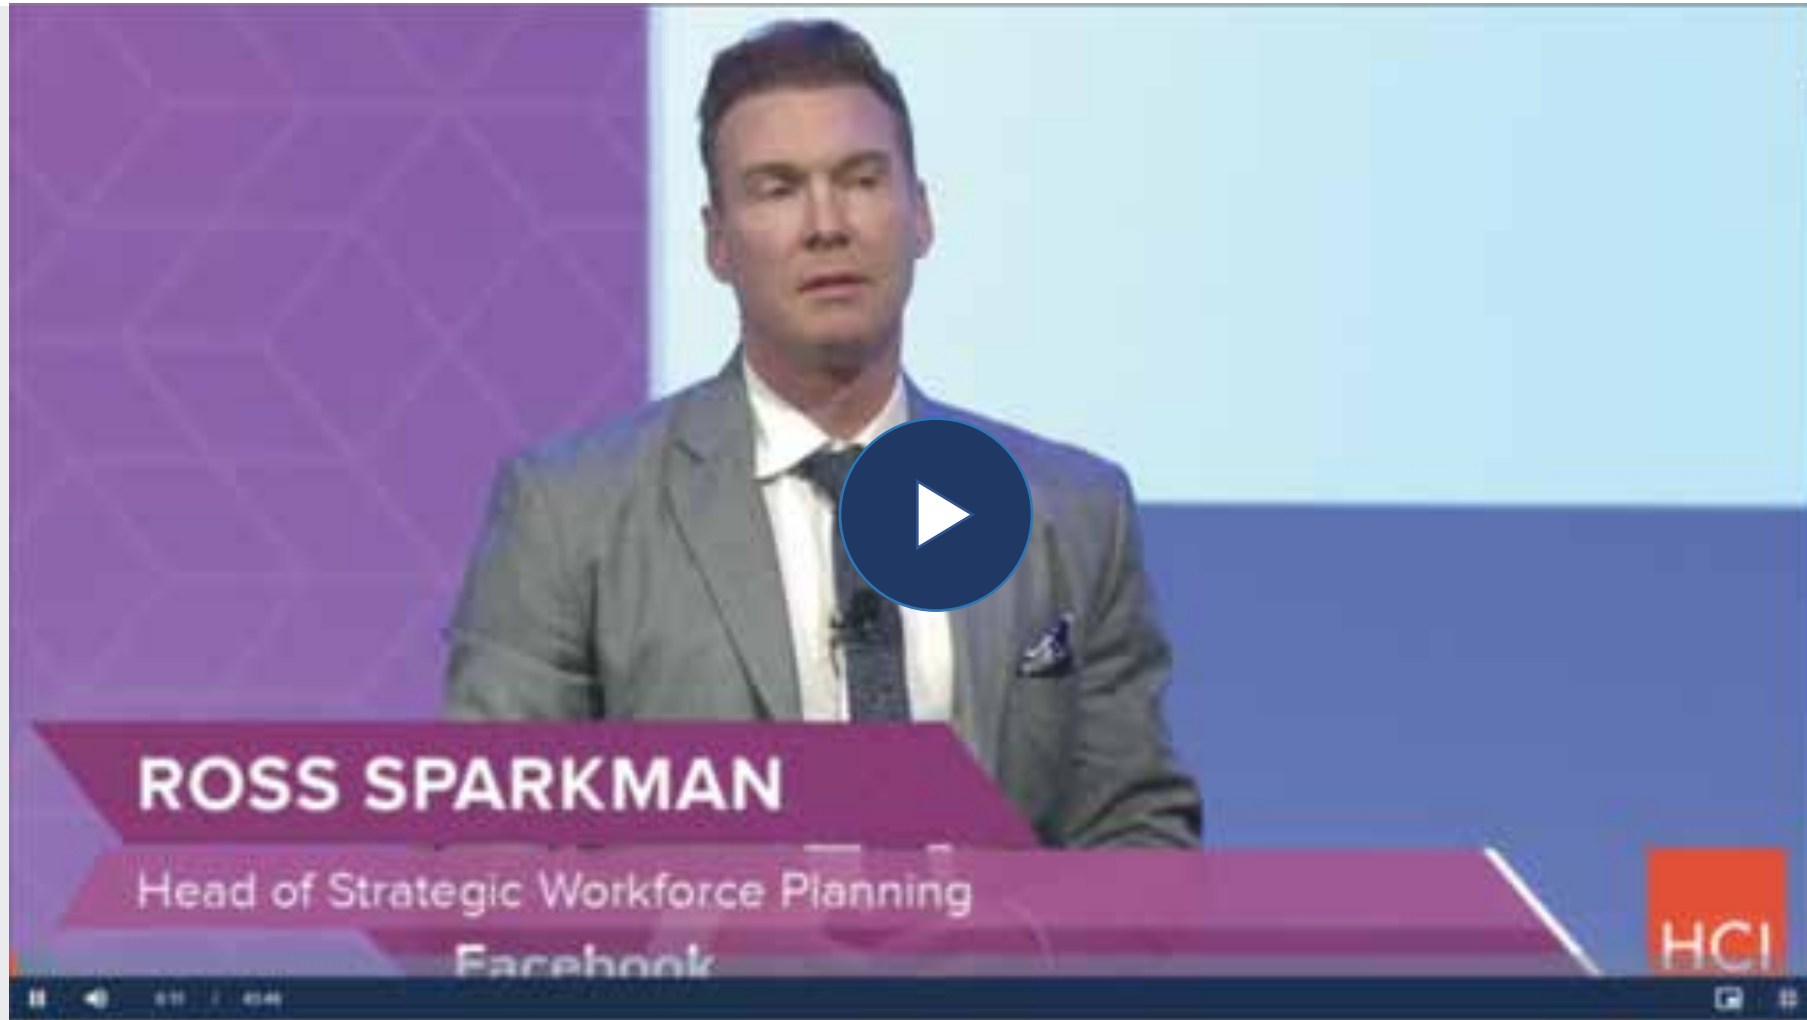 ROSS SPARKMAN
Head of Strategic Workforce Planning
Facebook
HCI